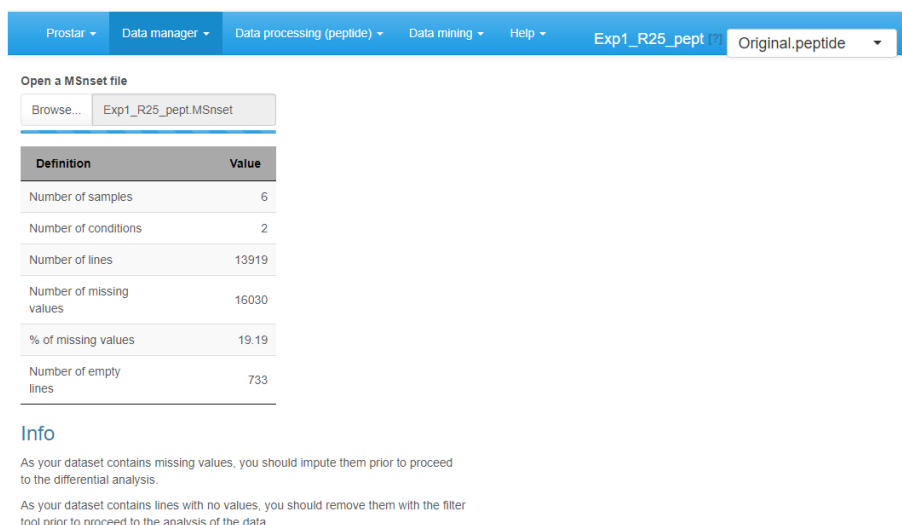 Prostar Data manager Data processing (peptide) Data mining Help Exp1_R25_pept [?] Original.peptide
Open a MSnset file
Browse... Exp1_R25_pept.MSnset
Definition Value
Number of samples 6
Number of conditions 2
Number of lines 13919
Number of missing
values 16030
% of missing values 19.19
Number of empty
lines 733
Info
As your dataset contains missing values, you should impute them prior to proceed
to the differential analysis.
As your dataset contains lines with no values, you should remove them with the filter
tool prior to proceed to the analysis of the data.